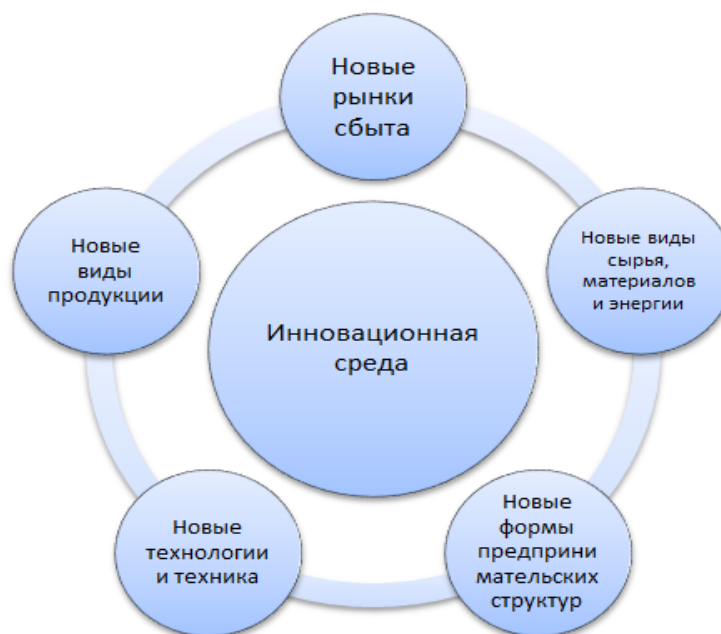 Новые
рынки
сбыта
Новые
виды
продукции
Новые виды
сырья,
материалов
и энергии
Инновационная
среда
Новые
технологии
и техника
Новые
формы
предприни
мательских
структур